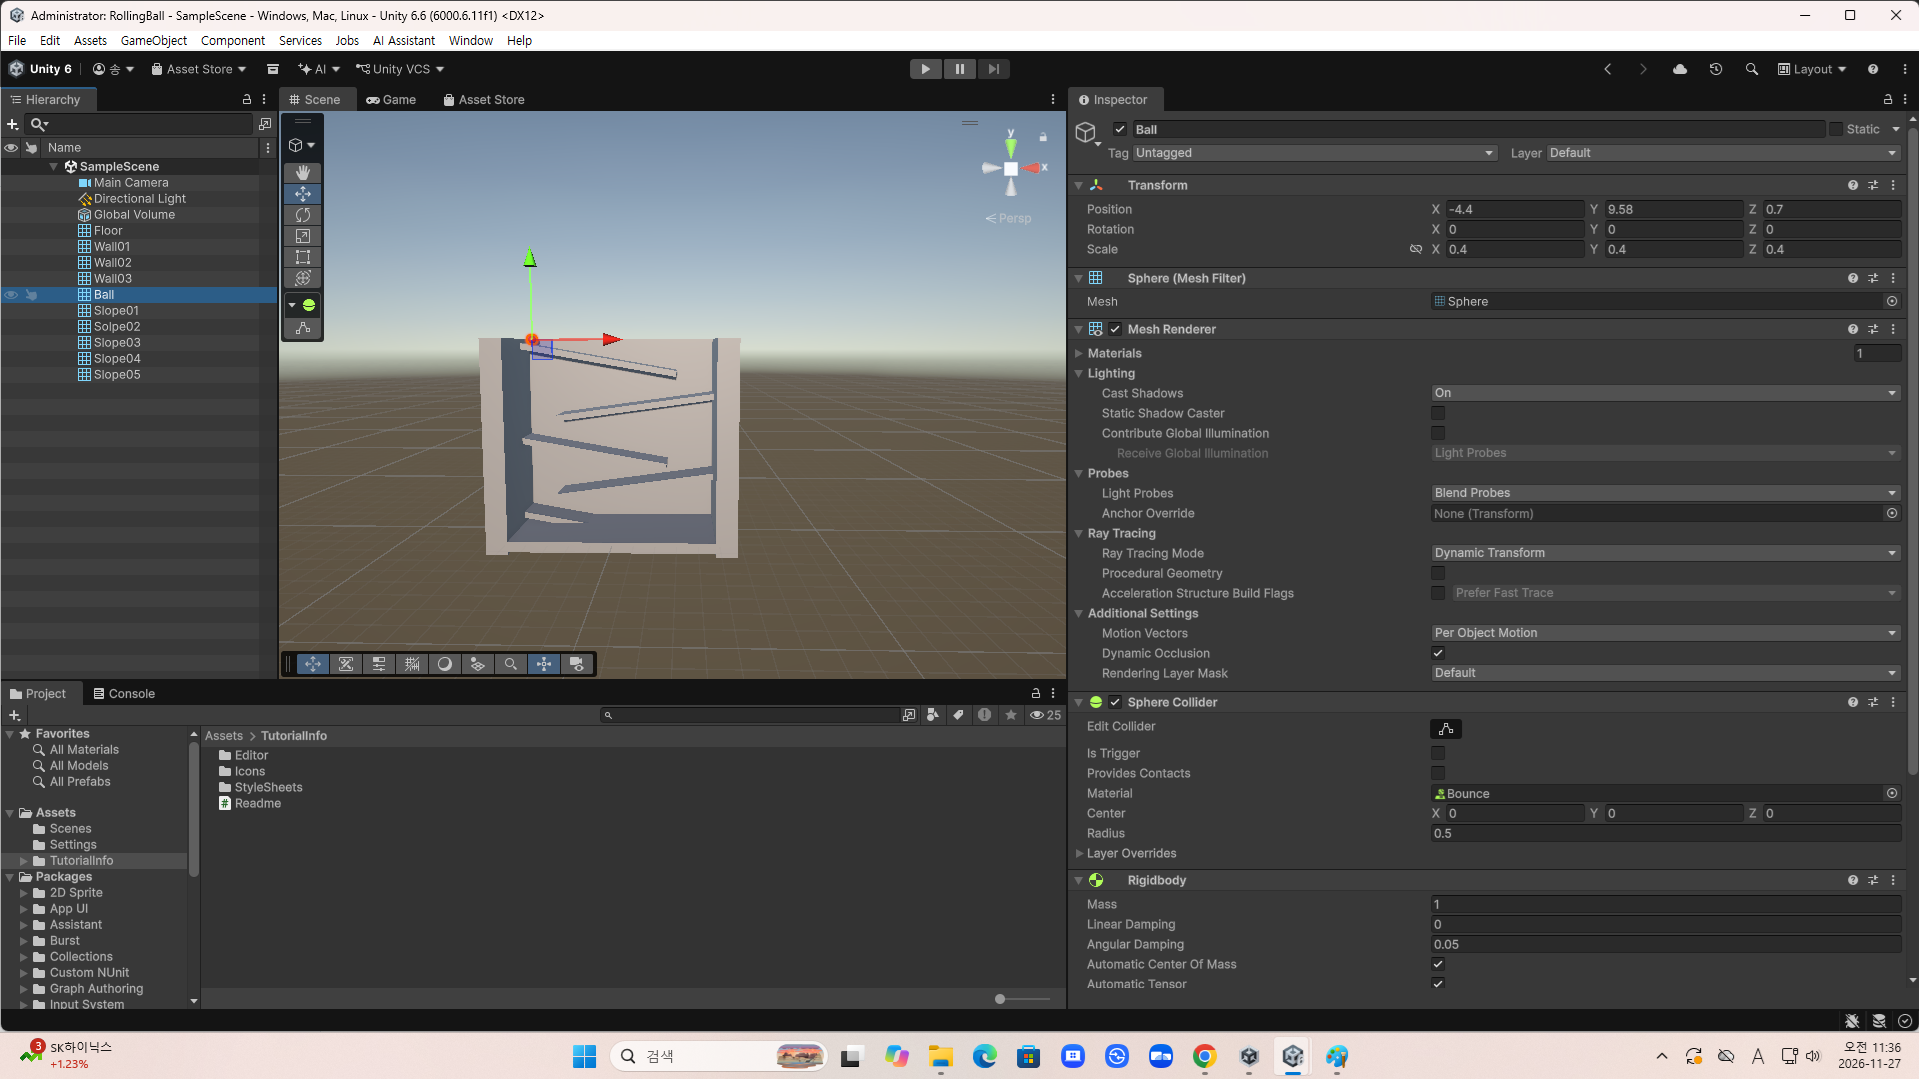 Administrator: RollingBall - SampleScene - Windows, Mac, Linux - Unity 6.6 (6000.6.11f1) <DX12>
File Edit Assets GameObject Component Services Jobs AI Assistant Window Help
Unity 6 송 Asset Store AI Unity VCS Layout
Hierarchy
Name
SampleScene
Main Camera
Directional Light
Global Volume
Floor
Wall01
Wall02
Wall03
Ball
Slope01
Solpe02
Slope03
Slope04
Slope05
Scene Game Asset Store
y
x
Persp
Project Console
25
Favorites
All Materials
All Models
All Prefabs
Assets
Scenes
Settings
TutorialInfo
Packages
2D Sprite
App UI
Assistant
Burst
Collections
Custom NUnit
Graph Authoring
Input System
Assets > TutorialInfo
Editor
Icons
StyleSheets
Readme
Inspector
Ball Static
Tag Untagged Layer Default
Transform
Position X -4.4 Y 9.58 Z 0.7
Rotation X 0 Y 0 Z 0
Scale X 0.4 Y 0.4 Z 0.4
Sphere (Mesh Filter)
Mesh Sphere
Mesh Renderer
Materials 1
Lighting
Cast Shadows On
Static Shadow Caster
Contribute Global Illumination
Receive Global Illumination Light Probes
Probes
Light Probes Blend Probes
Anchor Override None (Transform)
Ray Tracing
Ray Tracing Mode Dynamic Transform
Procedural Geometry
Acceleration Structure Build Flags Prefer Fast Trace
Additional Settings
Motion Vectors Per Object Motion
Dynamic Occlusion
Rendering Layer Mask Default
Sphere Collider
Edit Collider
Is Trigger
Provides Contacts
Material Bounce
Center X 0 Y 0 Z 0
Radius 0.5
Layer Overrides
Rigidbody
Mass 1
Linear Damping 0
Angular Damping 0.05
Automatic Center Of Mass
Automatic Tensor
3 SK하이닉스
+1.23%
검색
A
오전 11:36
2026-11-27